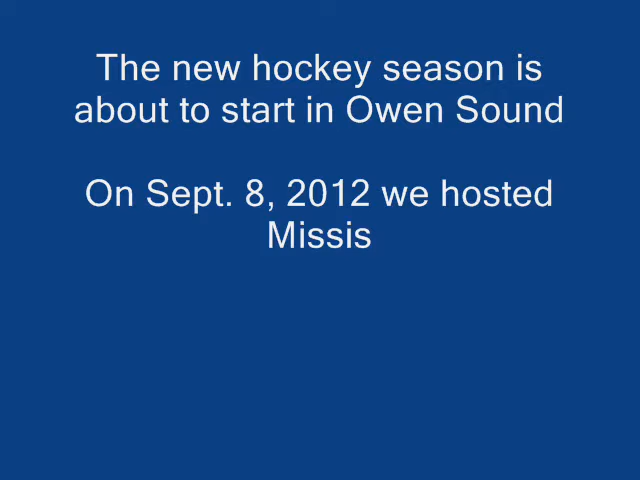 The new hockey season is
about to start in Owen Sound
On Sept. 8, 2012 we hosted
Missis